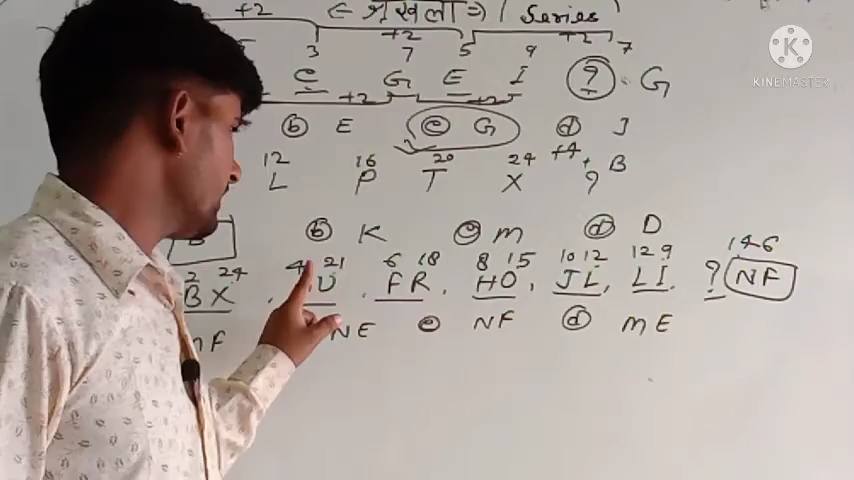 +2 ⇐ श्रृंखला ⇒ ( Series )
+2 +2
3 7 5 9 7
C G E I ? G
+2 +2
(b) E (c) G (d) J
12 16 20 24 +4
L P T X ? B
B (b) K (c) M (d) D
2 24 4 21 6 18 8 15 10 12 12 9 14 6
BX , U , FR , HO , JL , LI , ? NF
NE (c) NF (d) ME
KINEMASTER